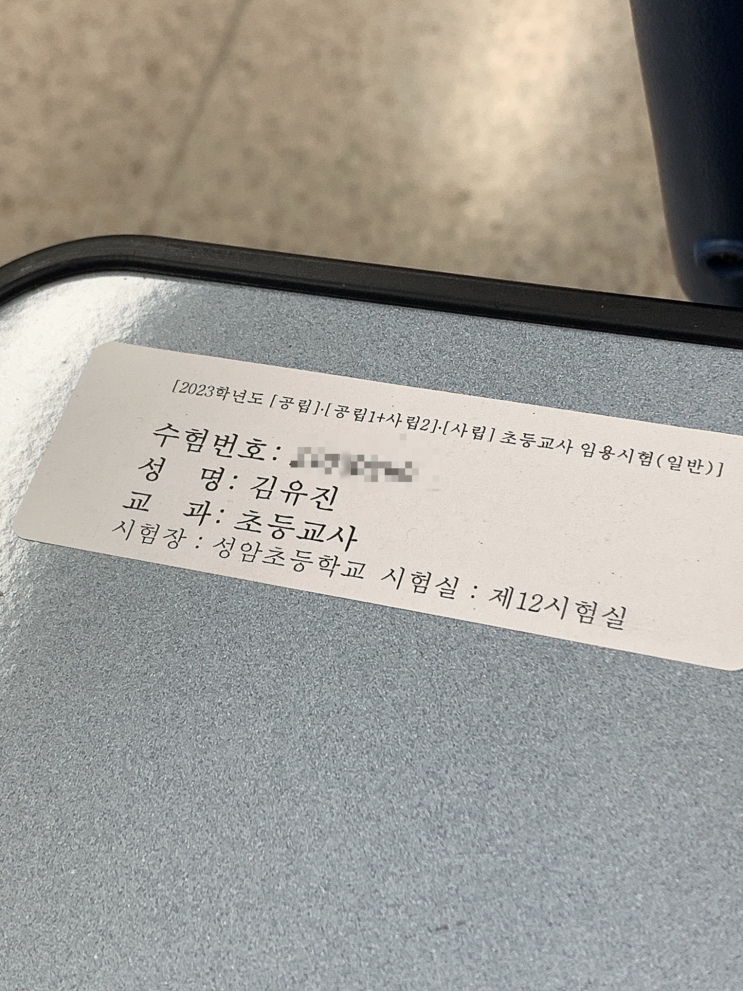 [2023학년도 [공립]·[공립1+사립2]·[사립] 초등교사 임용시험(일반)]
수험번호:
성 명: 김유진
교 과: 초등교사
시험장 : 성암초등학교 시험실 : 제12시험실